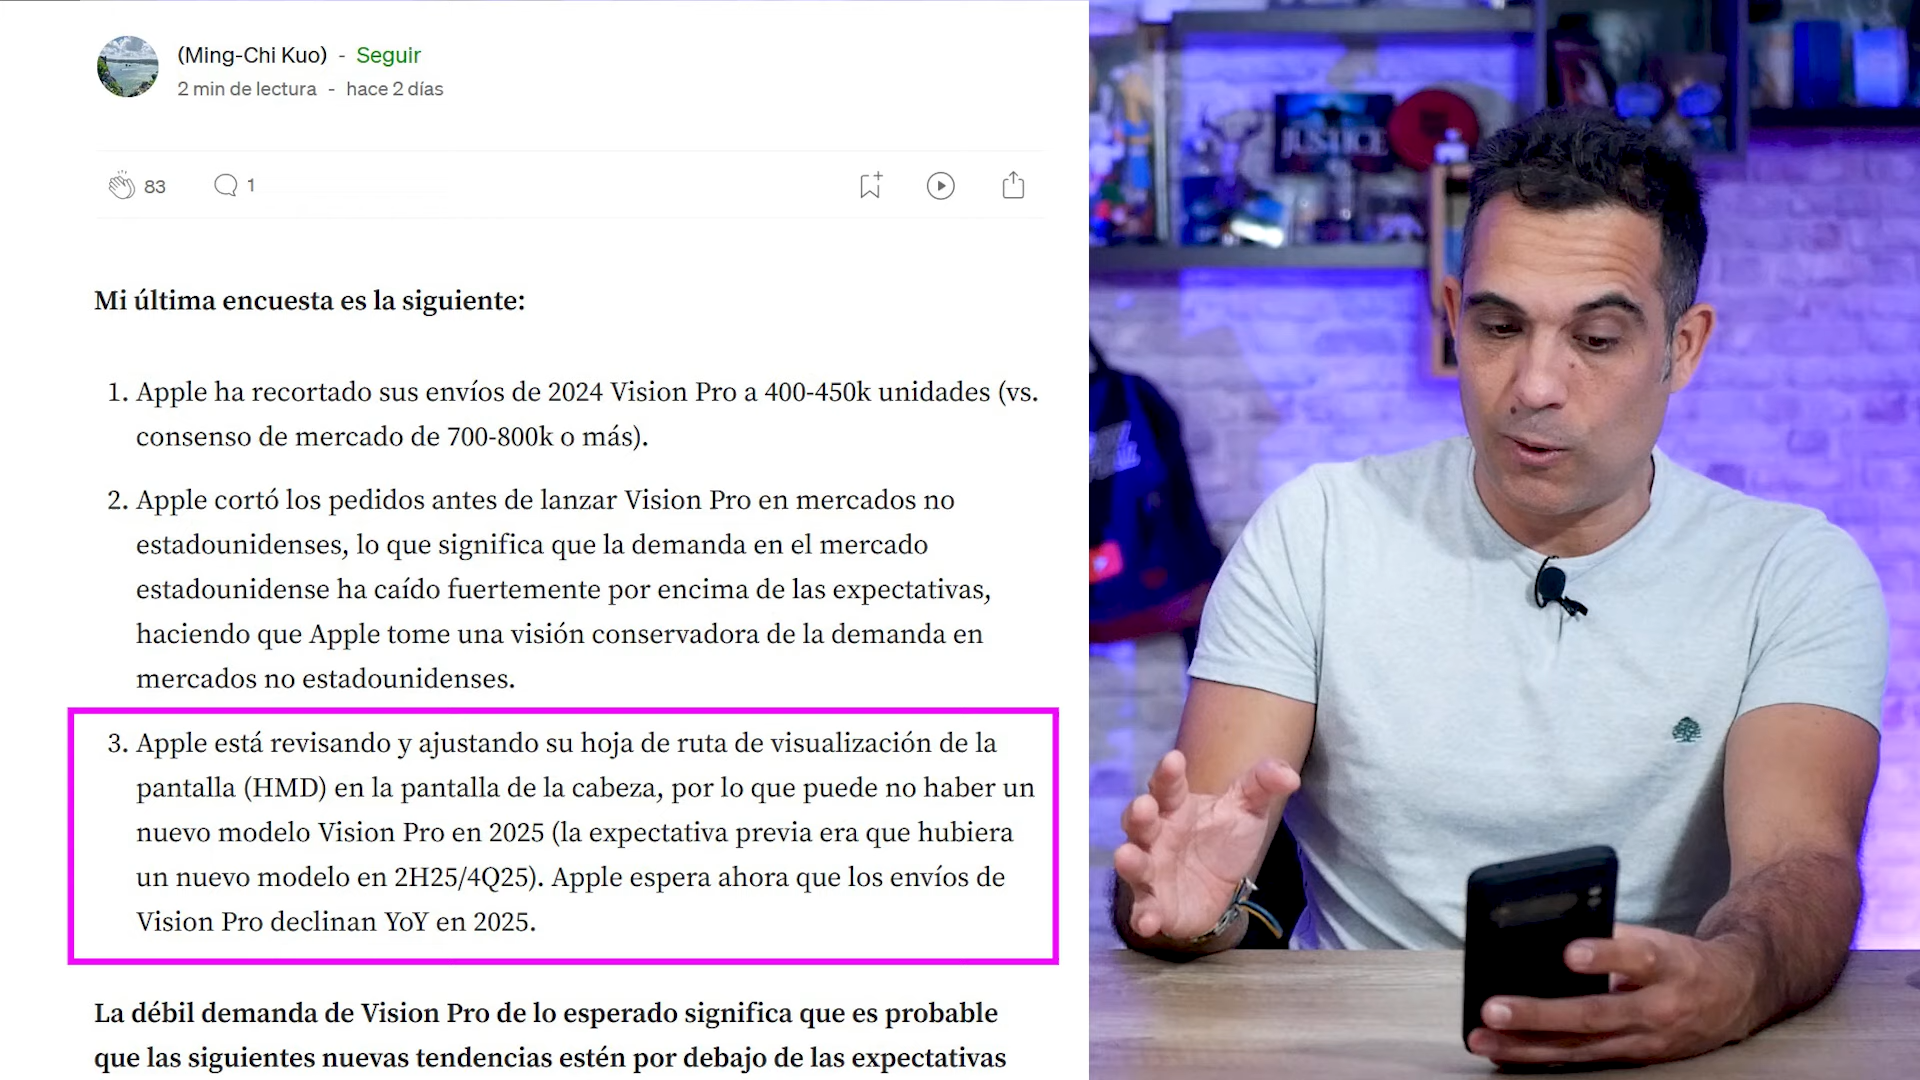 (Ming-Chi Kuo) - Seguir
2 min de lectura - hace 2 días
83
1
Mi última encuesta es la siguiente:
1. Apple ha recortado sus envíos de 2024 Vision Pro a 400-450k unidades (vs.
consenso de mercado de 700-800k o más).
2. Apple cortó los pedidos antes de lanzar Vision Pro en mercados no
estadounidenses, lo que significa que la demanda en el mercado
estadounidense ha caído fuertemente por encima de las expectativas,
haciendo que Apple tome una visión conservadora de la demanda en
mercados no estadounidenses.
3. Apple está revisando y ajustando su hoja de ruta de visualización de la
pantalla (HMD) en la pantalla de la cabeza, por lo que puede no haber un
nuevo modelo Vision Pro en 2025 (la expectativa previa era que hubiera
un nuevo modelo en 2H25/4Q25). Apple espera ahora que los envíos de
Vision Pro declinan YoY en 2025.
La débil demanda de Vision Pro de lo esperado significa que es probable
que las siguientes nuevas tendencias estén por debajo de las expectativas
JUSTICE